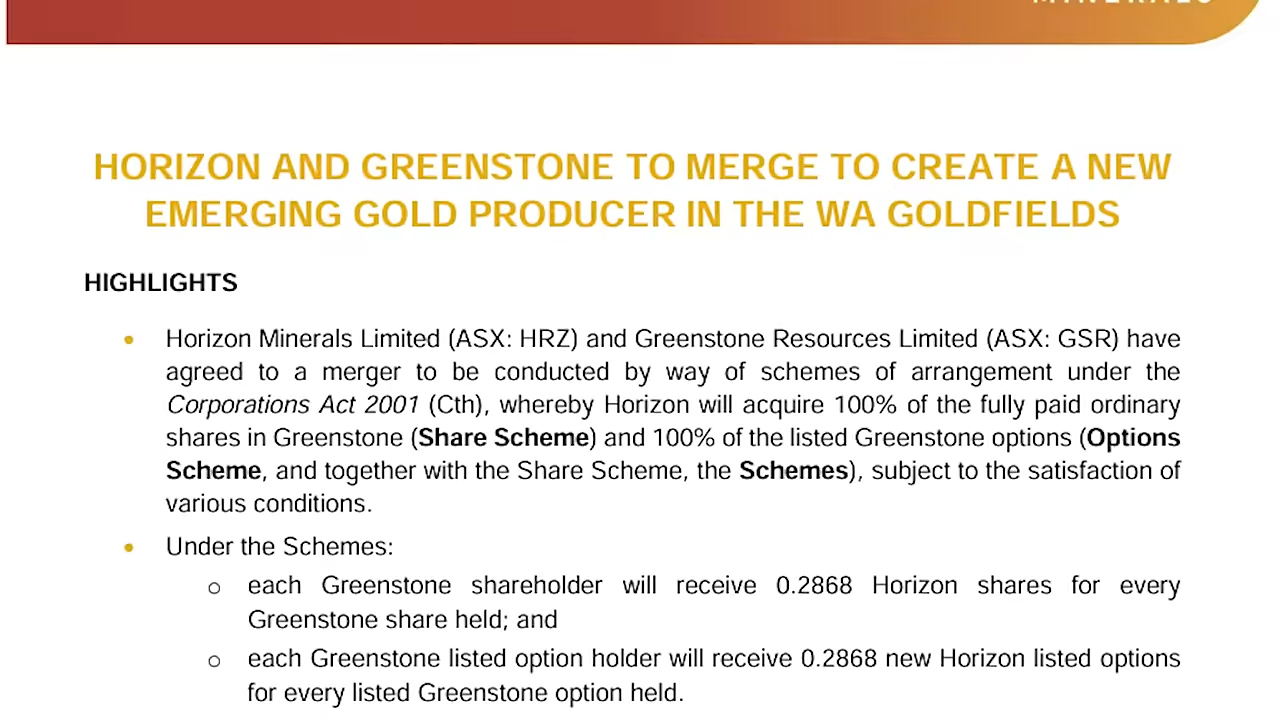 HORIZON AND GREENSTONE TO MERGE TO CREATE A NEW
EMERGING GOLD PRODUCER IN THE WA GOLDFIELDS
HIGHLIGHTS
• Horizon Minerals Limited (ASX: HRZ) and Greenstone Resources Limited (ASX: GSR) have
agreed to a merger to be conducted by way of schemes of arrangement under the
Corporations Act 2001 (Cth), whereby Horizon will acquire 100% of the fully paid ordinary
shares in Greenstone (Share Scheme) and 100% of the listed Greenstone options (Options
Scheme, and together with the Share Scheme, the Schemes), subject to the satisfaction of
various conditions.
• Under the Schemes:
o each Greenstone shareholder will receive 0.2868 Horizon shares for every
Greenstone share held; and
o each Greenstone listed option holder will receive 0.2868 new Horizon listed options
for every listed Greenstone option held.